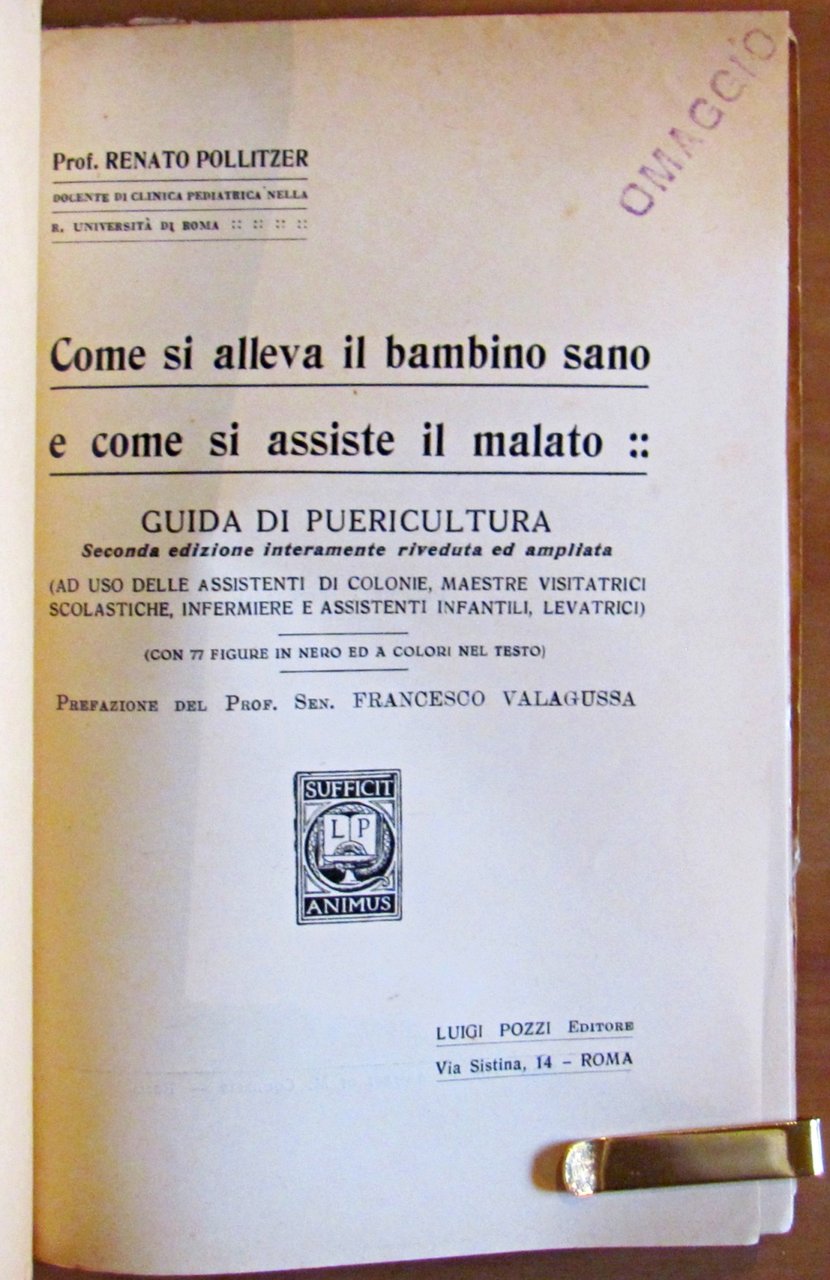 OMAGGIO
Prof. RENATO POLLITZER
DOCENTE DI CLINICA PEDIATRICA NELLA
R. UNIVERSITÀ DI ROMA :: :: :: ::
Come si alleva il bambino sano
e come si assiste il malato ::
GUIDA DI PUERICULTURA
Seconda edizione interamente riveduta ed ampliata
(AD USO DELLE ASSISTENTI DI COLONIE, MAESTRE VISITATRICI
SCOLASTICHE, INFERMIERE E ASSISTENTI INFANTILI, LEVATRICI)
(CON 77 FIGURE IN NERO ED A COLORI NEL TESTO)
PREFAZIONE DEL PROF. SEN. FRANCESCO VALAGUSSA
SUFFICIT
L P
ANIMUS
LUIGI POZZI EDITORE
Via Sistina, 14 – ROMA